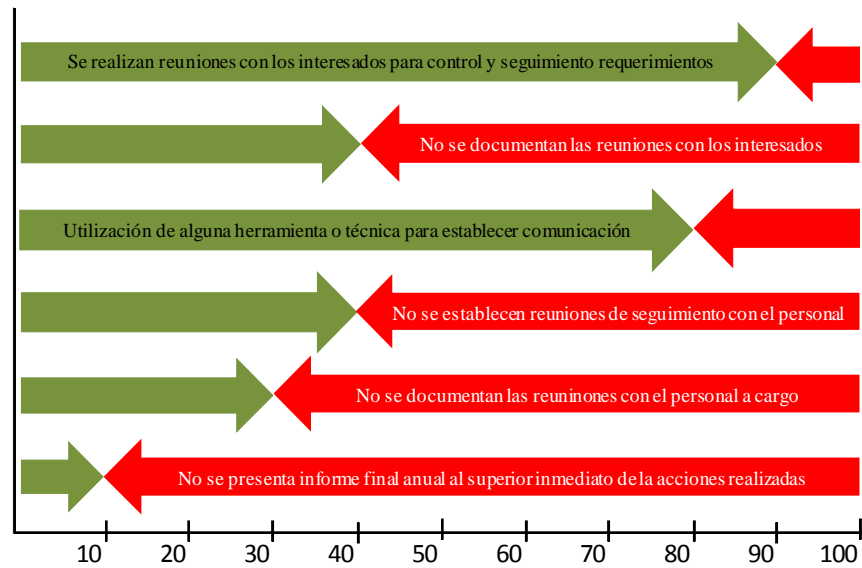 Se realizan reuniones con los interesados para control y seguimiento requerimientos
No se documentan las reuniones con los interesados
Utilización de alguna herramienta o técnica para establecer comunicación
No se establecen reuniones de seguimiento con el personal
No se documentan las reuninones con el personal a cargo
No se presenta informe final anual al superior inmediato de la acciones realizadas
10 20 30 40 50 60 70 80 90 100